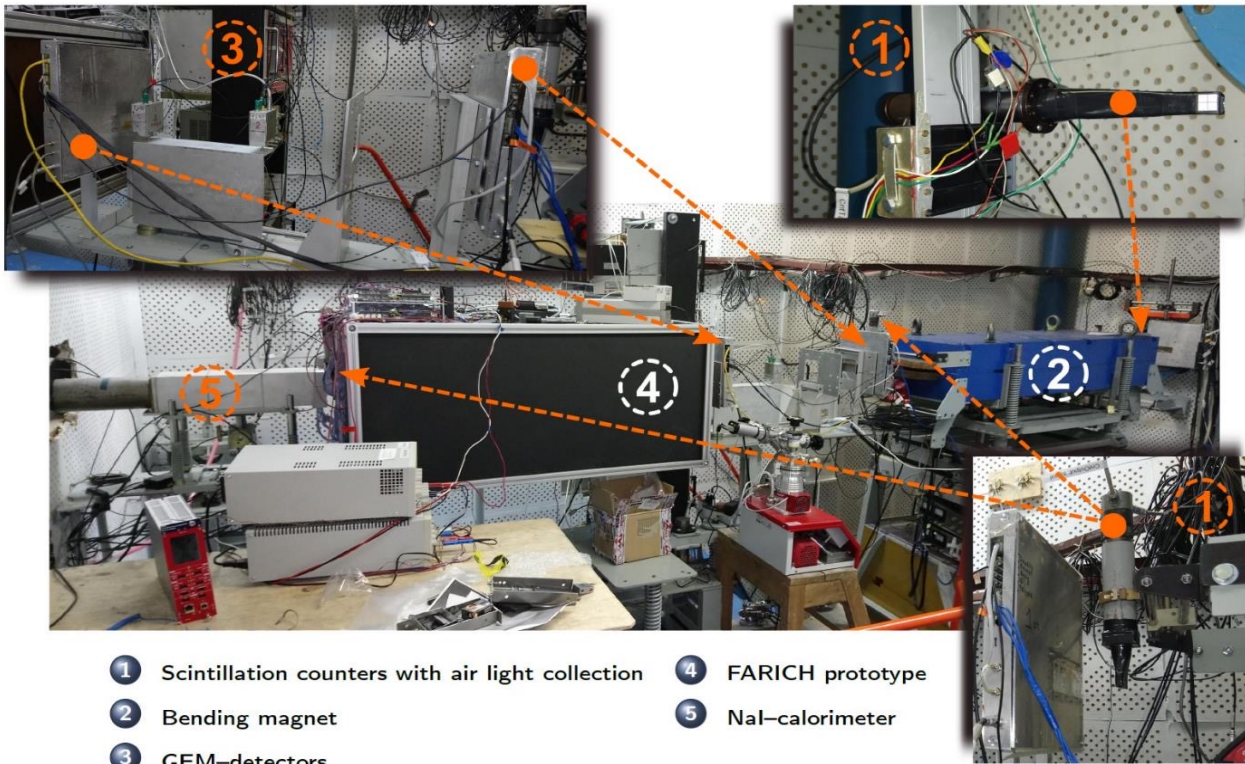 3
1
4
2
5
1
1 Scintillation counters with air light collection
2 Bending magnet
3 GEM–detectors
4 FARICH prototype
5 NaI–calorimeter